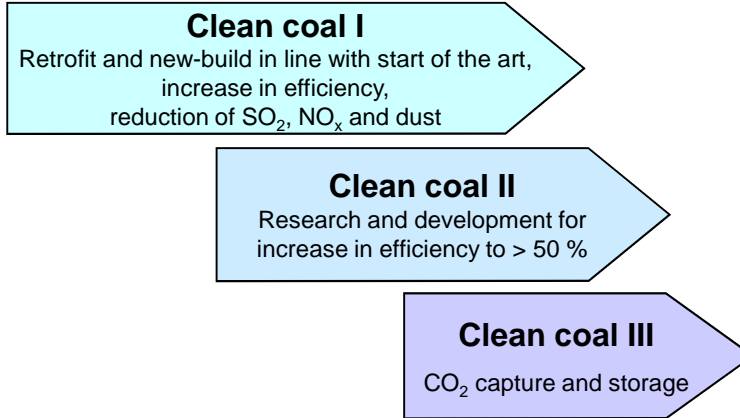 Clean coal I
Retrofit and new-build in line with start of the art,
increase in efficiency,
reduction of SO₂, NOₓ and dust
Clean coal II
Research and development for
increase in efficiency to > 50 %
Clean coal III
CO₂ capture and storage